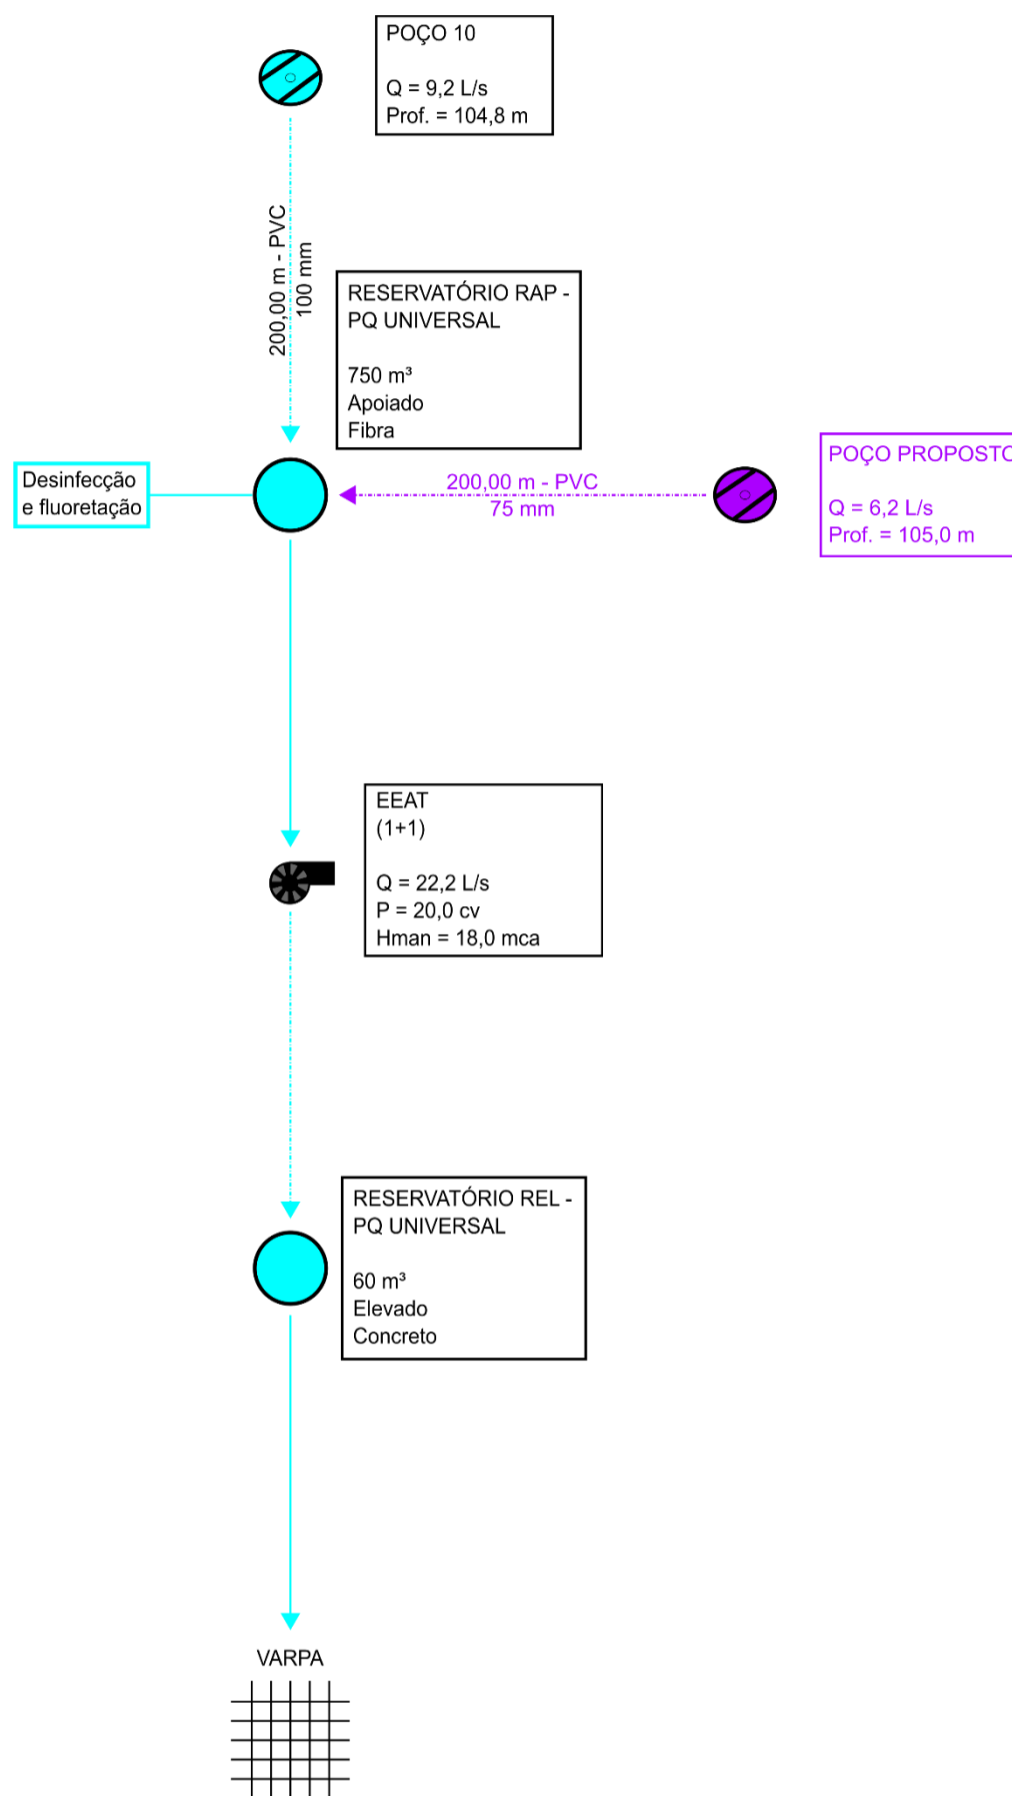 POÇO 10
Q = 9,2 L/s
Prof. = 104,8 m
200,00 m - PVC
100 mm
RESERVATÓRIO RAP -
PQ UNIVERSAL
750 m³
Apoiado
Fibra
Desinfecção
e fluoretação
200,00 m - PVC
75 mm
POÇO PROPOSTO
Q = 6,2 L/s
Prof. = 105,0 m
EEAT
(1+1)
Q = 22,2 L/s
P = 20,0 cv
Hman = 18,0 mca
RESERVATÓRIO REL -
PQ UNIVERSAL
60 m³
Elevado
Concreto
VARPA